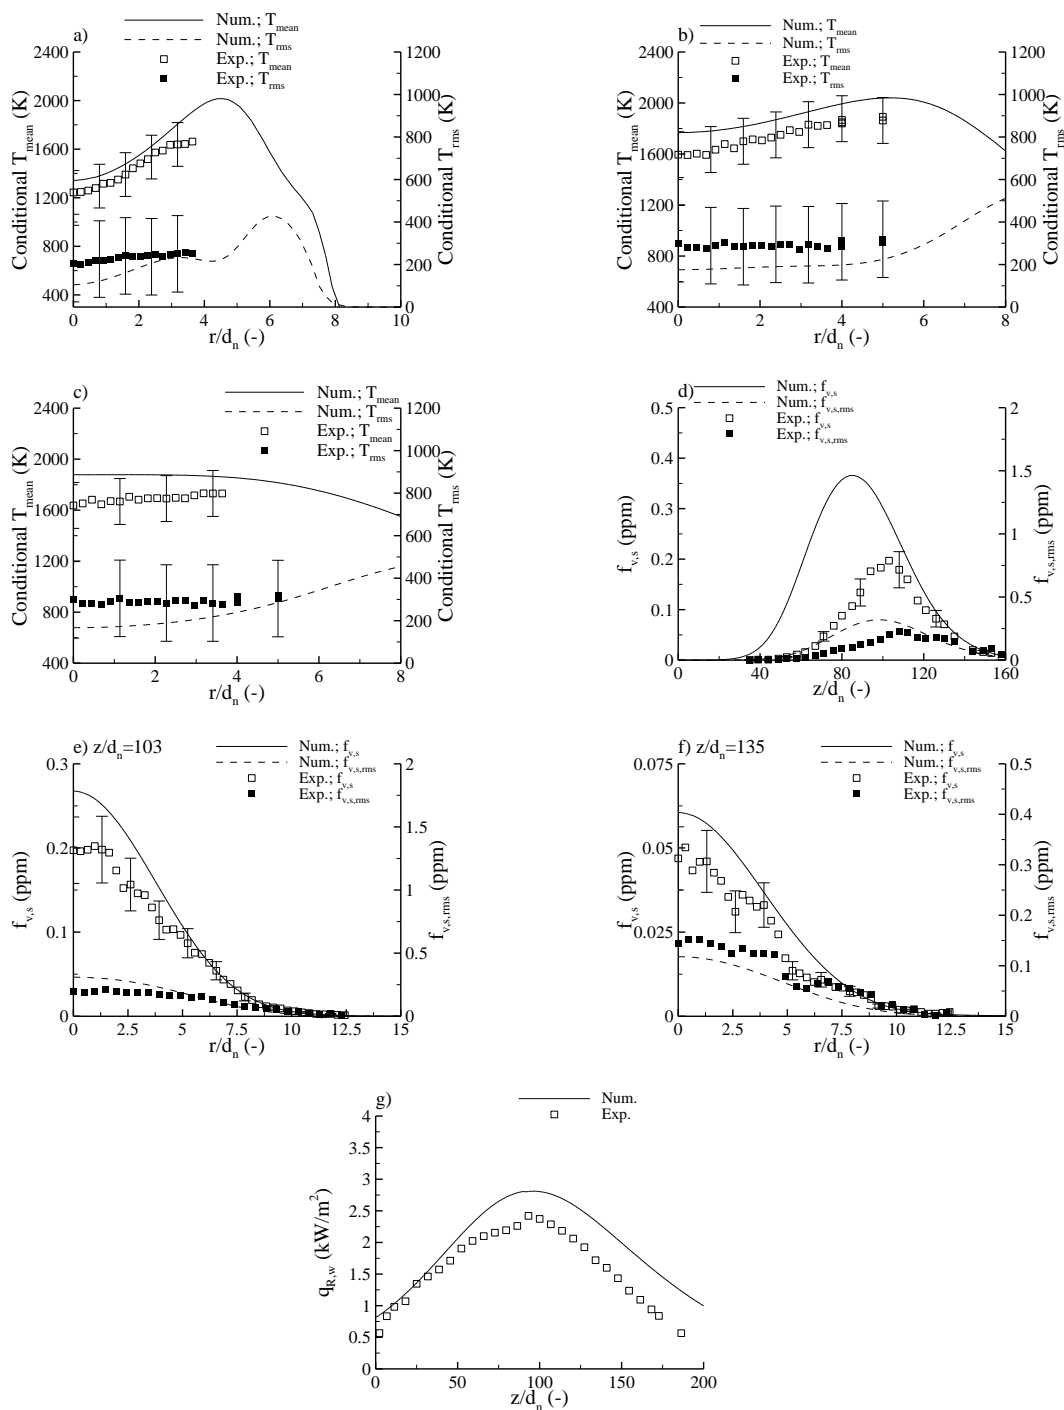 a)
Num.; T_mean
Num.; T_rms
Exp.; T_mean
Exp.; T_rms
Conditional T_mean (K)
2400
2000
1600
1200
800
400
1200
1000
800
600
400
200
0
Conditional T_rms (K)
0 2 4 6 8 10
r/d_n (-)
b)
Num.; T_mean
Num.; T_rms
Exp.; T_mean
Exp.; T_rms
Conditional T_mean (K)
2400
2000
1600
1200
800
400
1200
1000
800
600
400
200
0
Conditional T_rms (K)
0 2 4 6 8
r/d_n (-)
c)
Num.; T_mean
Num.; T_rms
Exp.; T_mean
Exp.; T_rms
Conditional T_mean (K)
2400
2000
1600
1200
800
400
1200
1000
800
600
400
200
0
Conditional T_rms (K)
0 2 4 6 8
r/d_n (-)
d)
Num.; f_v,s
Num.; f_v,s,rms
Exp.; f_v,s
Exp.; f_v,s,rms
f_v,s (ppm)
0.5
0.4
0.3
0.2
0.1
0
2
1.5
1
0.5
0
f_v,s,rms (ppm)
0 40 80 120 160
z/d_n (-)
e) z/d_n=103
Num.; f_v,s
Num.; f_v,s,rms
Exp.; f_v,s
Exp.; f_v,s,rms
f_v,s (ppm)
0.3
0.2
0.1
0
2
1.5
1
0.5
0
f_v,s,rms (ppm)
0 2.5 5 7.5 10 12.5 15
r/d_n (-)
f) z/d_n=135
Num.; f_v,s
Num.; f_v,s,rms
Exp.; f_v,s
Exp.; f_v,s,rms
f_v,s (ppm)
0.075
0.05
0.025
0
0.5
0.4
0.3
0.2
0.1
0
f_v,s,rms (ppm)
0 2.5 5 7.5 10 12.5 15
r/d_n (-)
g)
Num.
Exp.
q_R,w (kW/m²)
4
3.5
3
2.5
2
1.5
1
0.5
0
0 50 100 150 200
z/d_n (-)